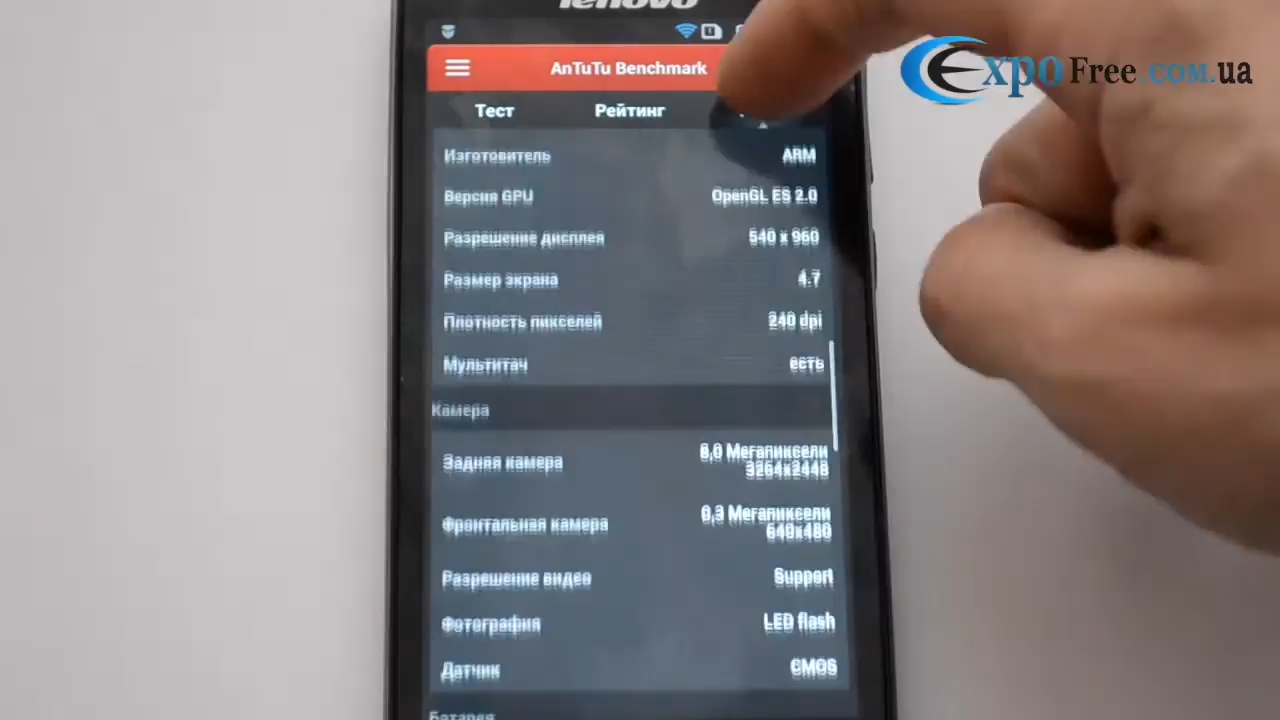 lenovo
ExpoFree.com.ua
AnTuTu Benchmark
Тест Рейтинг
Изготовитель ARM
Версия GPU OpenGL ES 2.0
Разрешение дисплея 540 x 960
Размер экрана 4.7
Плотность пикселей 240 dpi
Мультитач есть
Камера
Задняя камера 8,0 Мегапиксели
3264x2448
Фронтальная камера 0,3 Мегапиксели
640x480
Разрешение видео Support
Фотография LED flash
Датчик CMOS
Батарея